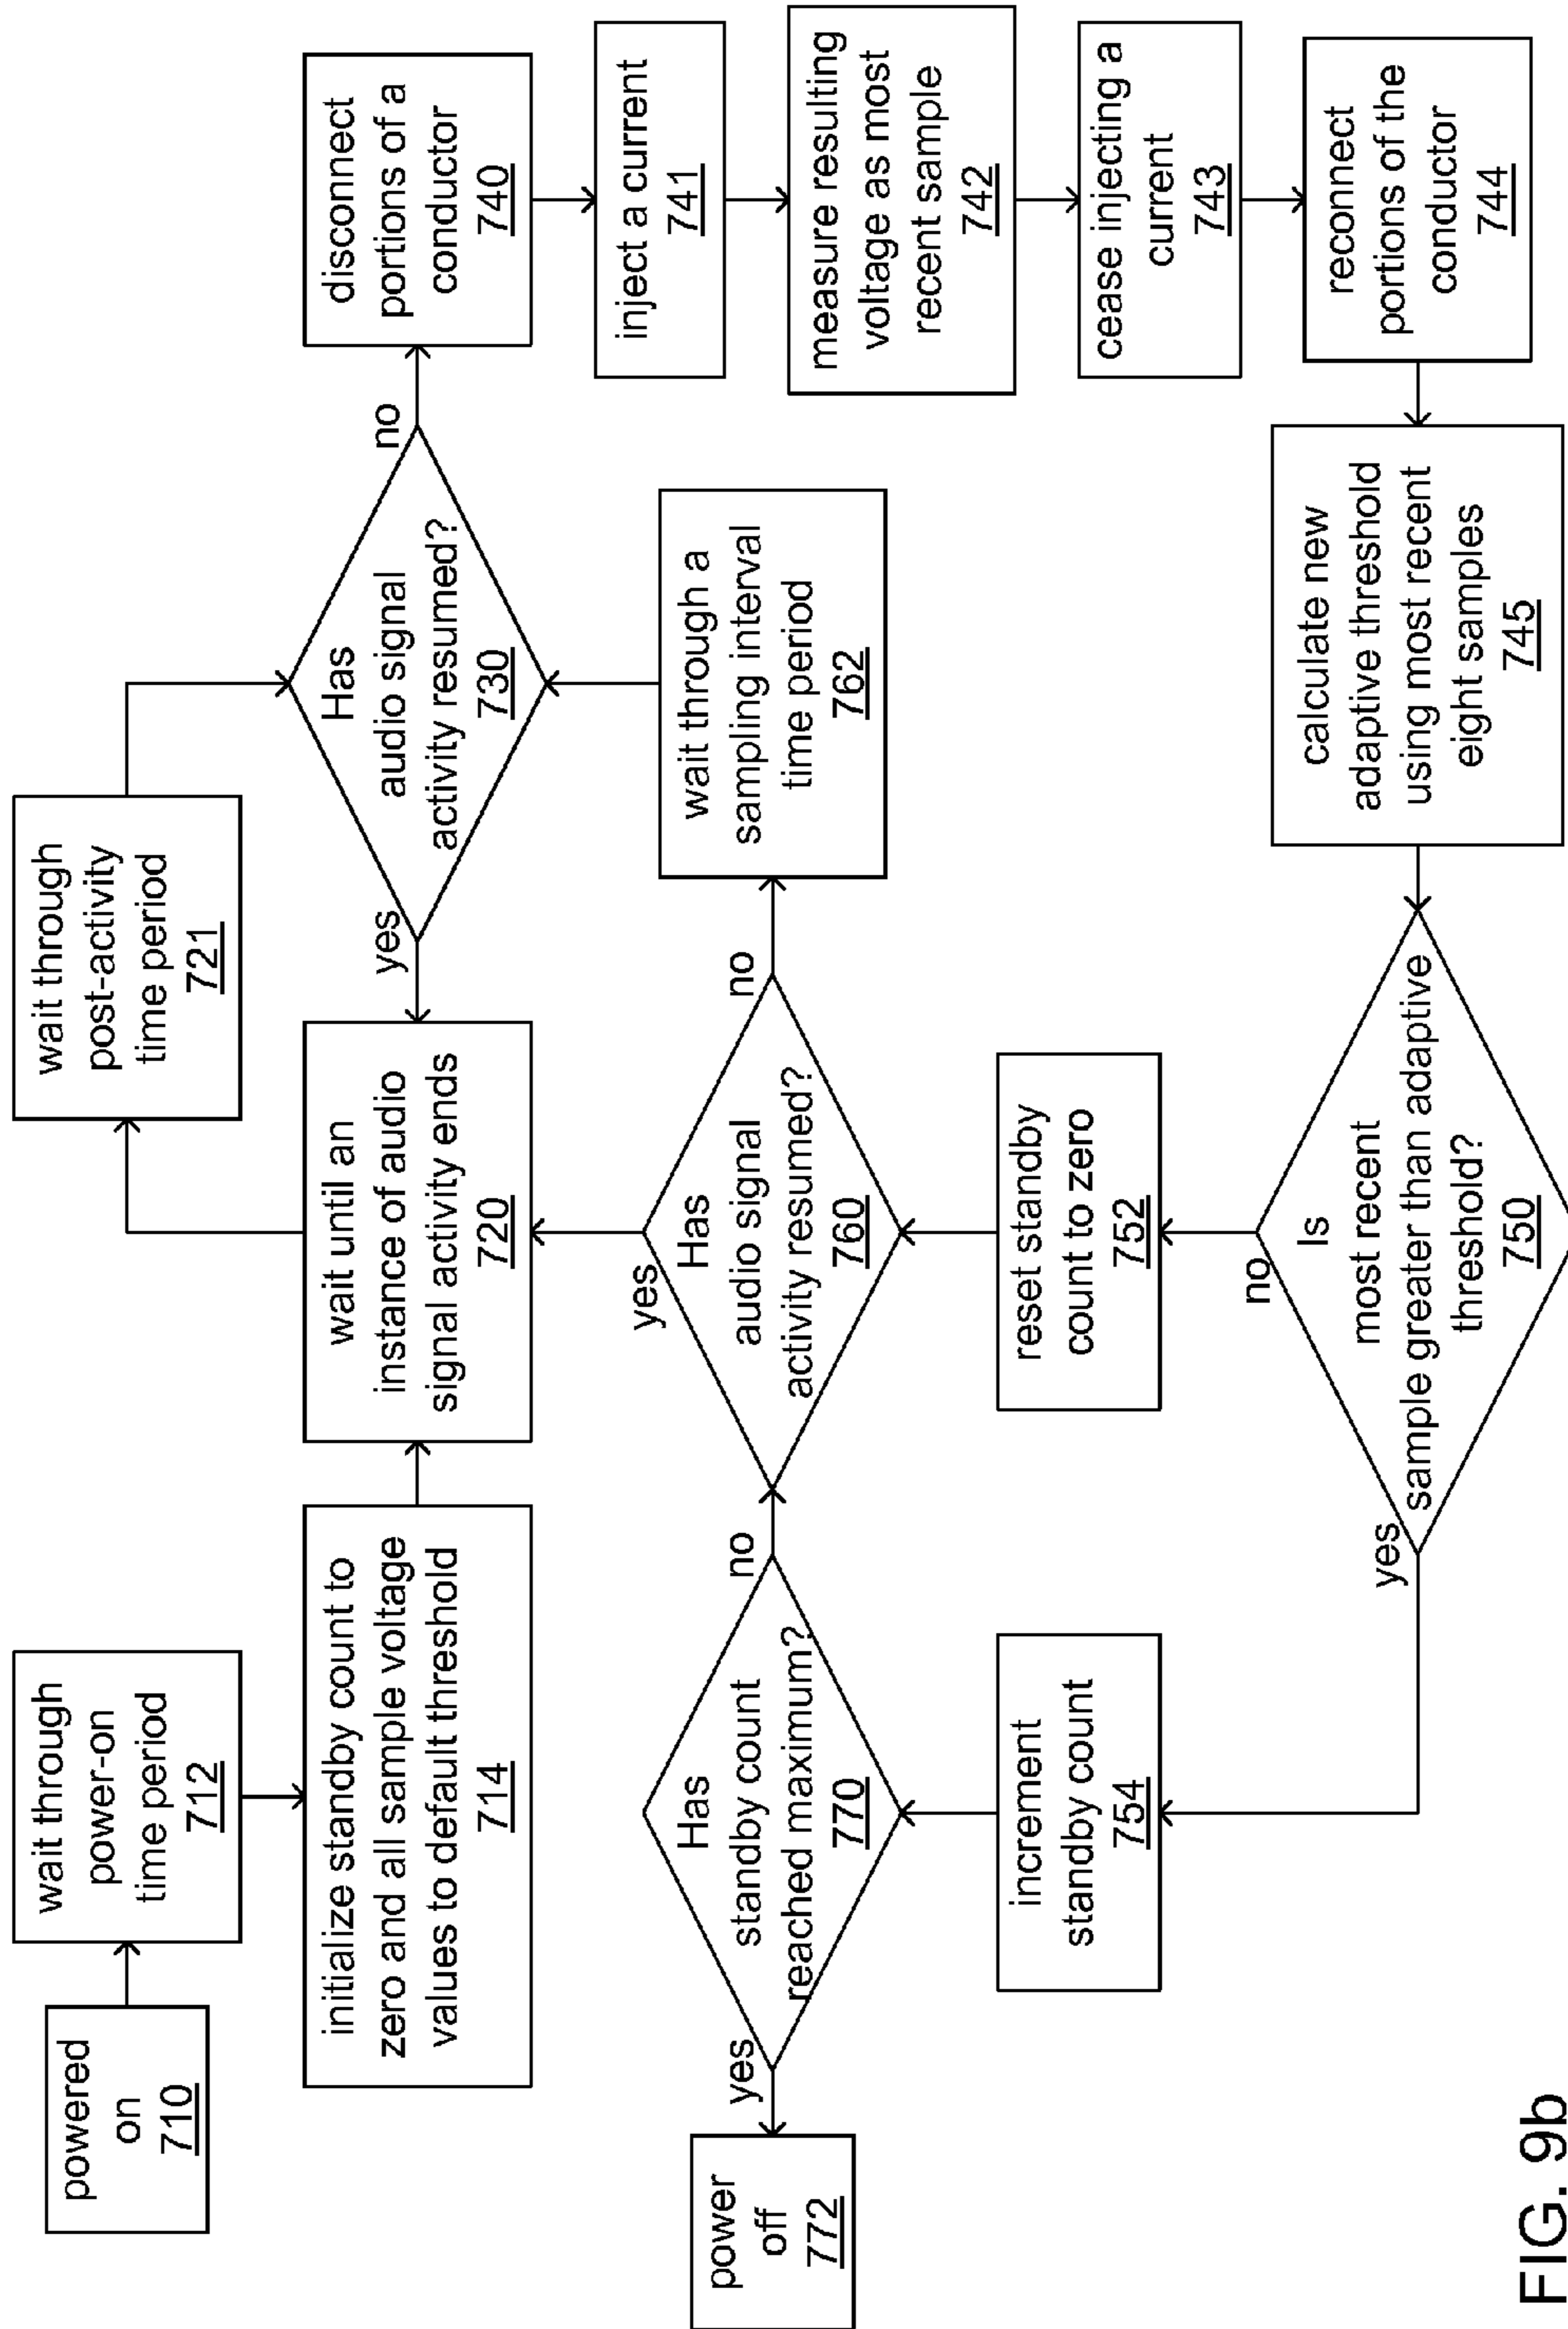 powered
on
710
wait through
power-on
time period
712
initialize standby count to
zero and all sample voltage
values to default threshold
714
wait until an
instance of audio
signal activity ends
720
wait through
post-activity
time period
721
Has
audio signal
activity resumed?
730
yes
no
disconnect
portions of a
conductor
740
inject a current
741
measure resulting
voltage as most
recent sample
742
cease injecting a
current
743
reconnect
portions of the
conductor
744
calculate new
adaptive threshold
using most recent
eight samples
745
Is
most recent
sample greater than adaptive
threshold?
750
yes
no
reset standby
count to zero
752
increment
standby count
754
Has
audio signal
activity resumed?
760
yes
no
wait through a
sampling interval
time period
762
Has
standby count
reached maximum?
770
yes
no
power
off
772
FIG. 9b